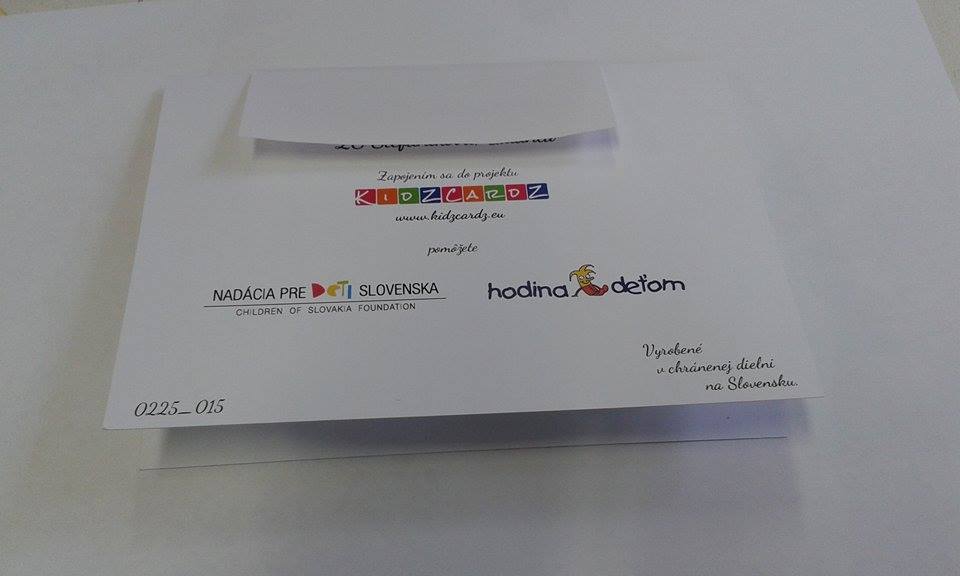 Zapojením sa do projektu
KIDZCARDZ
www.kidzcardz.eu
pomôžete
NADÁCIA PRE DETI SLOVENSKA
CHILDREN OF SLOVAKIA FOUNDATION
hodina deťom
Vyrobené
v chránenej dielni
na Slovensku.
0225_015